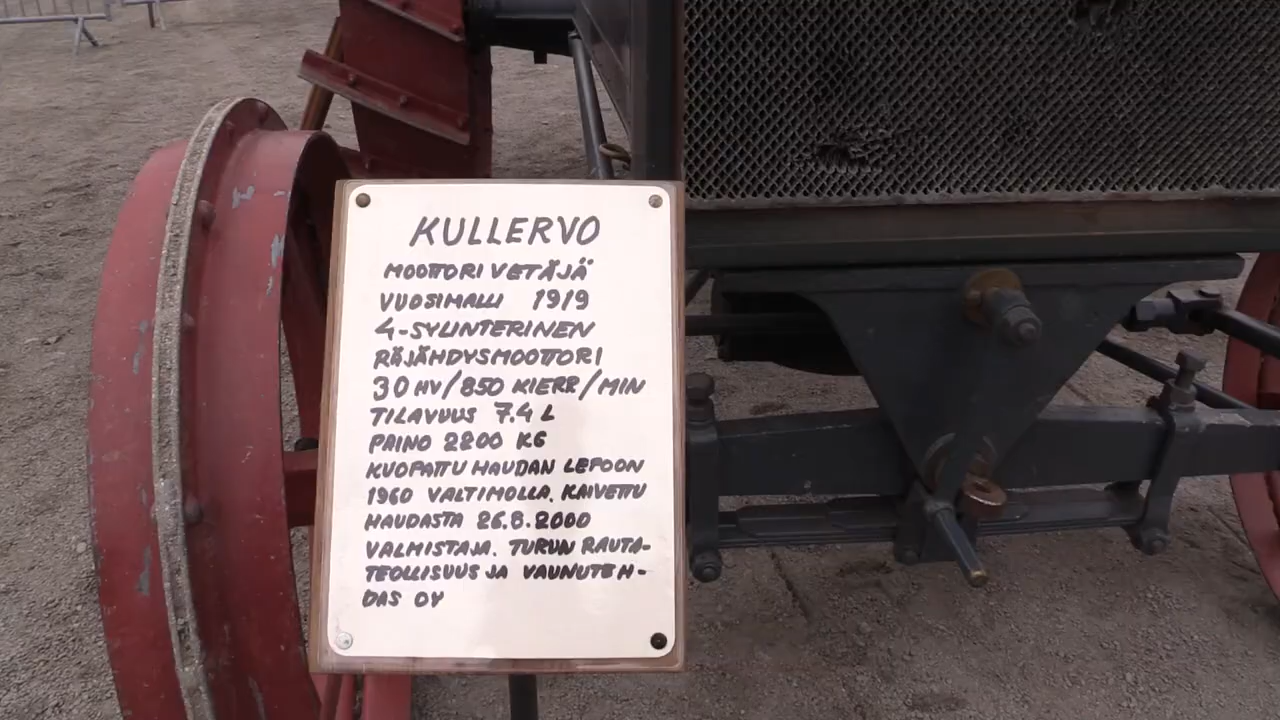 KULLERVO
MOOTTORI VETÄJÄ
VUOSIMALLI 1919
4-SYLINTERINEN
RÄJÄHDYSMOOTTORI
30 HV/850 KIERR/MIN
TILAVUUS 7.4 L
PAINO 2200 KG
KUOPATTU HAUDAN LEPOON
1960 VALTIMOLLA. KAIVETTU
HAUDASTA 26.8.2000
VALMISTAJA. TURUN RAUTA-
TEOLLISUUS JA VAUNUTEH-
DAS OY